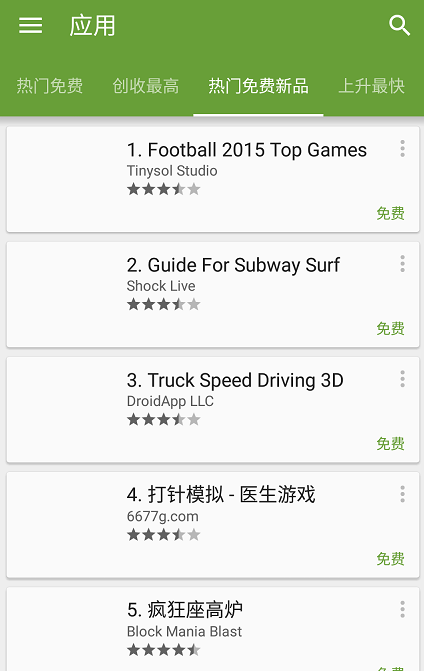 应用
热门免费 创收最高 热门免费新品 上升最快
1. Football 2015 Top Games
Tinysol Studio
免费
2. Guide For Subway Surf
Shock Live
免费
3. Truck Speed Driving 3D
DroidApp LLC
免费
4. 打针模拟 - 医生游戏
6677g.com
免费
5. 疯狂座高炉
Block Mania Blast
免费